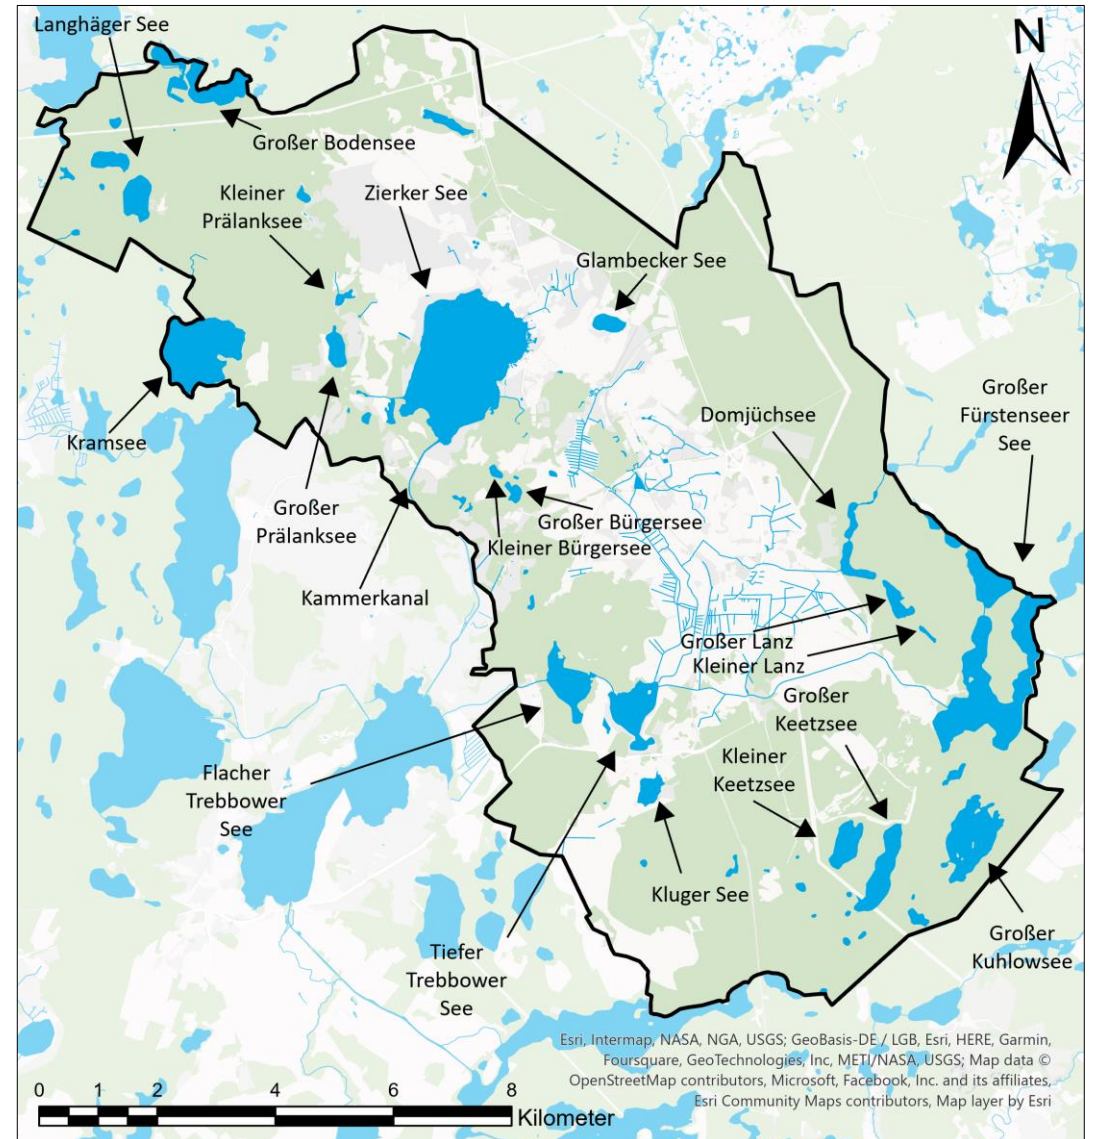 Langhäger See
N
Großer Bodensee
Kleiner
Prälanksee
Zierker See
Glambecker See
Großer
Fürstenseer
See
Domjüchsee
Kramsee
Großer
Prälanksee
Großer Bürgersee
Kleiner Bürgersee
Kammerkanal
Großer Lanz
Kleiner Lanz
Großer
Keetzsee
Kleiner
Keetzsee
Flacher
Trebbower
See
Kluger See
Großer
Kuhlowsee
Tiefer
Trebbower
See
Esri, Intermap, NASA, NGA, USGS; GeoBasis-DE / LGB, Esri, HERE, Garmin,
Foursquare, GeoTechnologies, Inc, METI/NASA, USGS; Map data ©
OpenStreetMap contributors, Microsoft, Facebook, Inc. and its affiliates,
Esri Community Maps contributors, Map layer by Esri
0 1 2 4 6 8
Kilometer